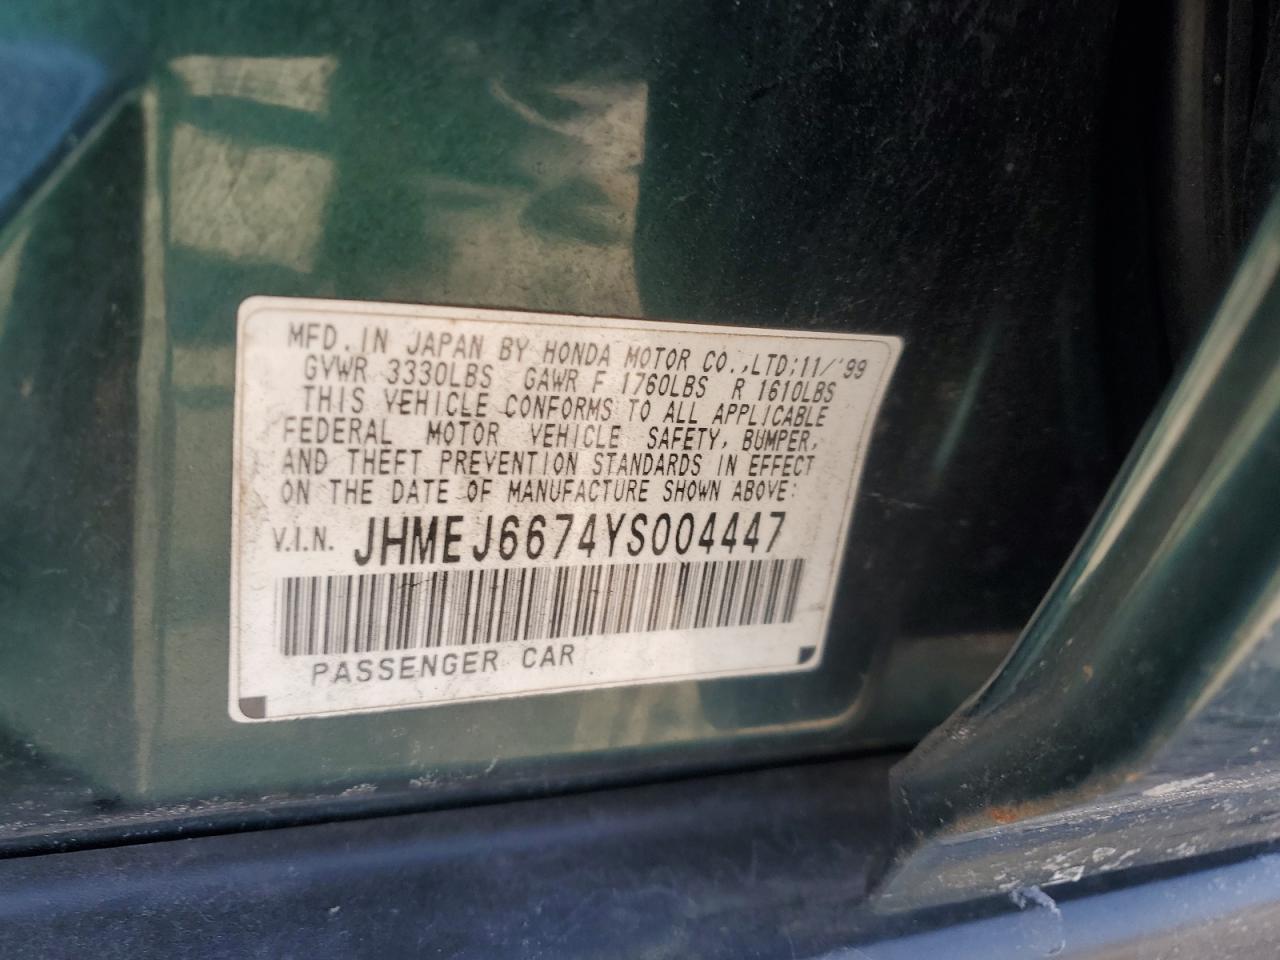 MFD. IN JAPAN BY HONDA MOTOR CO.,LTD:11/'99
GVWR 3330LBS GAWR F 1760LBS R 1610LBS
THIS VEHICLE CONFORMS TO ALL APPLICABLE
FEDERAL MOTOR VEHICLE SAFETY, BUMPER,
AND THEFT PREVENTION STANDARDS IN EFFECT
ON THE DATE OF MANUFACTURE SHOWN ABOVE:
V.I.N. JHMEJ6674YS004447
PASSENGER CAR